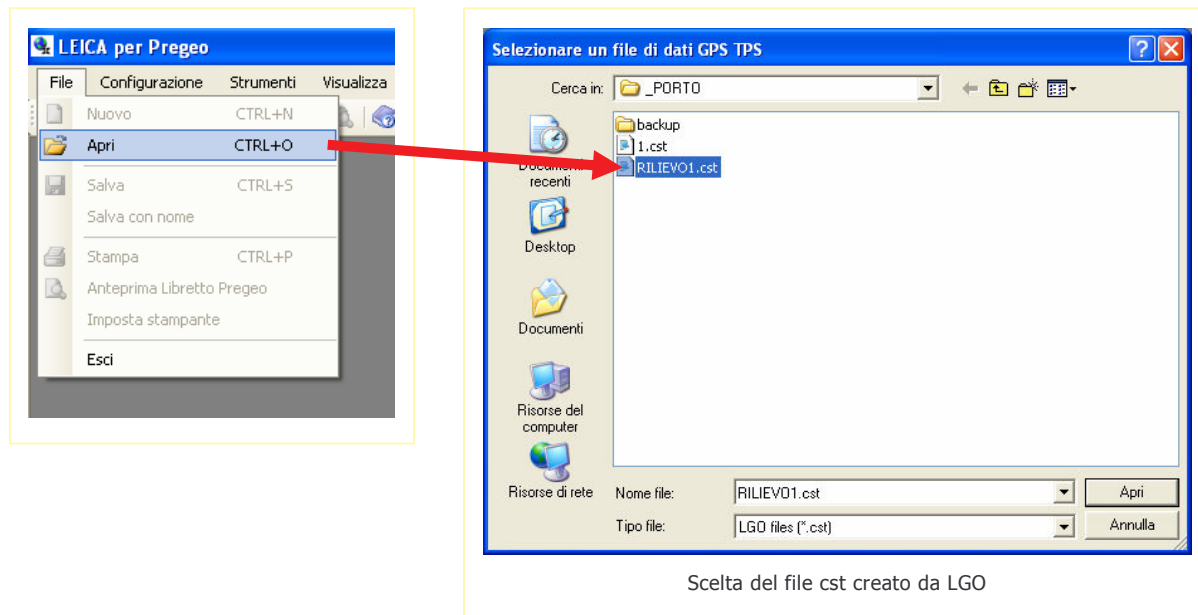 LEICA per Pregeo
File Configurazione Strumenti Visualizza
Nuovo CTRL+N
Apri CTRL+O
Salva CTRL+S
Salva con nome
Stampa CTRL+P
Anteprima Libretto Pregeo
Imposta stampante
Esci
Selezionare un file di dati GPS TPS
Cerca in: _PORTO
backup
1.cst
RILIEVO1.cst
Documenti
recenti
Desktop
Documenti
Risorse del
computer
Risorse di rete
Nome file: RILIEVO1.cst Apri
Tipo file: LGO files (*.cst) Annulla
Scelta del file cst creato da LGO